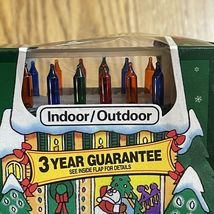 Indoor/Outdoor
3 YEAR GUARANTEE
SEE INSIDE FLAP FOR DETAILS